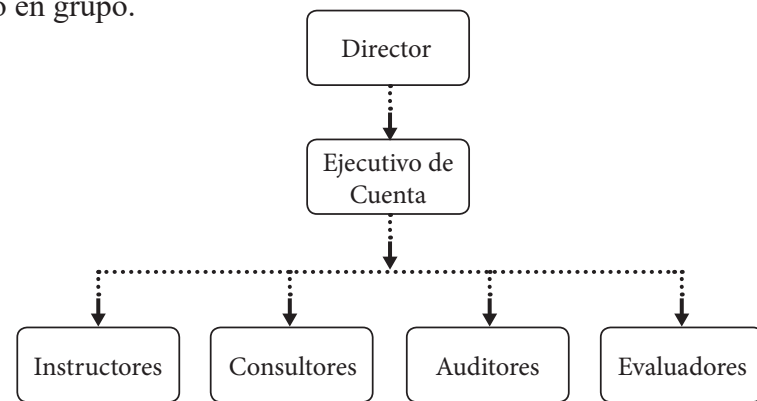 en grupo.
Director
Ejecutivo de
Cuenta
Instructores
Consultores
Auditores
Evaluadores